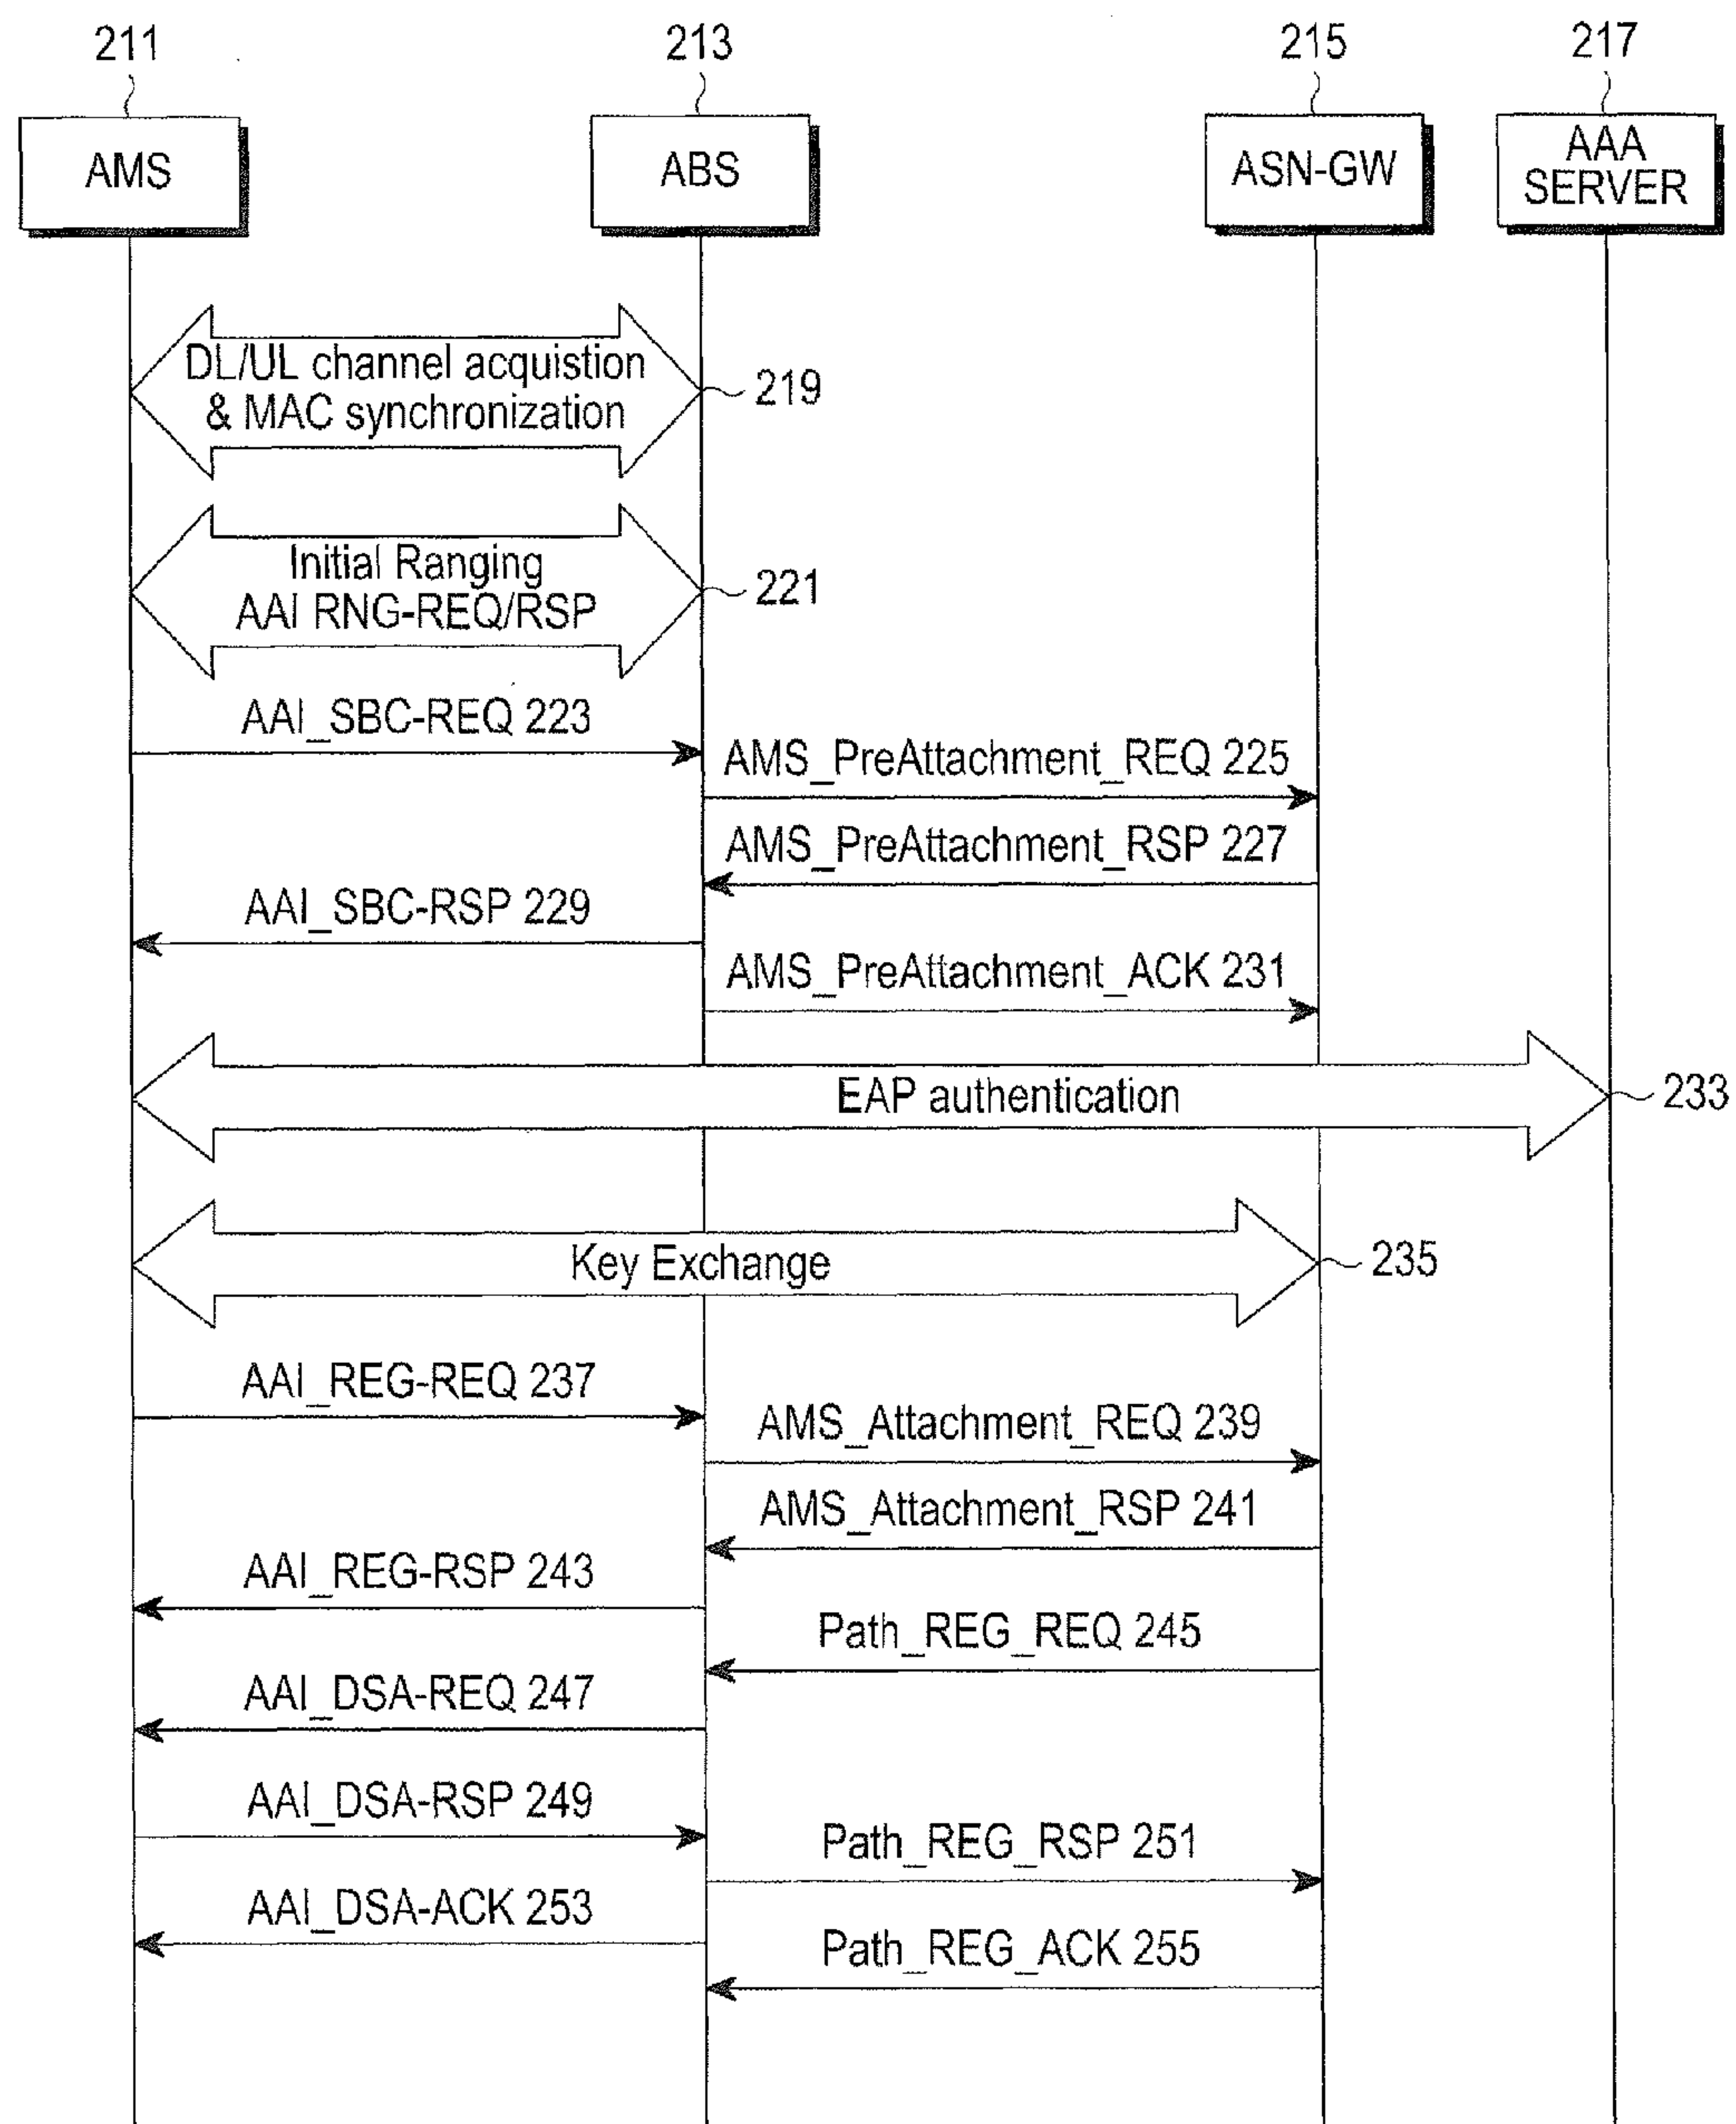 211
213
215
217
AMS
ABS
ASN-GW
AAA
SERVER
DL/UL channel acquistion
& MAC synchronization
219
Initial Ranging
AAI RNG-REQ/RSP
221
AAI_SBC-REQ 223
AMS_PreAttachment_REQ 225
AMS_PreAttachment_RSP 227
AAI_SBC-RSP 229
AMS_PreAttachment_ACK 231
EAP authentication
233
Key Exchange
235
AAI_REG-REQ 237
AMS_Attachment_REQ 239
AMS_Attachment_RSP 241
AAI_REG-RSP 243
Path_REG_REQ 245
AAI_DSA-REQ 247
AAI_DSA-RSP 249
Path_REG_RSP 251
AAI_DSA-ACK 253
Path_REG_ACK 255